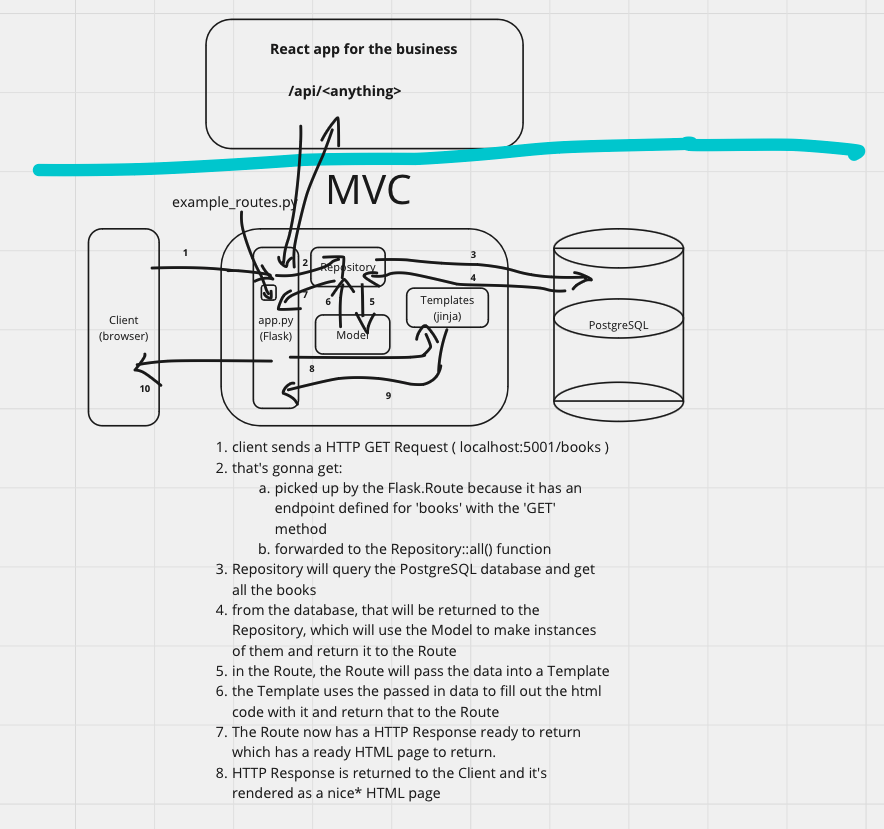 React app for the business
/api/<anything>
MVC
example_routes.py
1
2
3
4
Repository
7
6
5
Templates
(jinja)
Client
(browser)
app.py
(Flask)
Model
PostgreSQL
8
10
9
1. client sends a HTTP GET Request ( localhost:5001/books )
2. that's gonna get:
a. picked up by the Flask.Route because it has an
endpoint defined for 'books' with the 'GET'
method
b. forwarded to the Repository::all() function
3. Repository will query the PostgreSQL database and get
all the books
4. from the database, that will be returned to the
Repository, which will use the Model to make instances
of them and return it to the Route
5. in the Route, the Route will pass the data into a Template
6. the Template uses the passed in data to fill out the html
code with it and return that to the Route
7. The Route now has a HTTP Response ready to return
which has a ready HTML page to return.
8. HTTP Response is returned to the Client and it's
rendered as a nice* HTML page